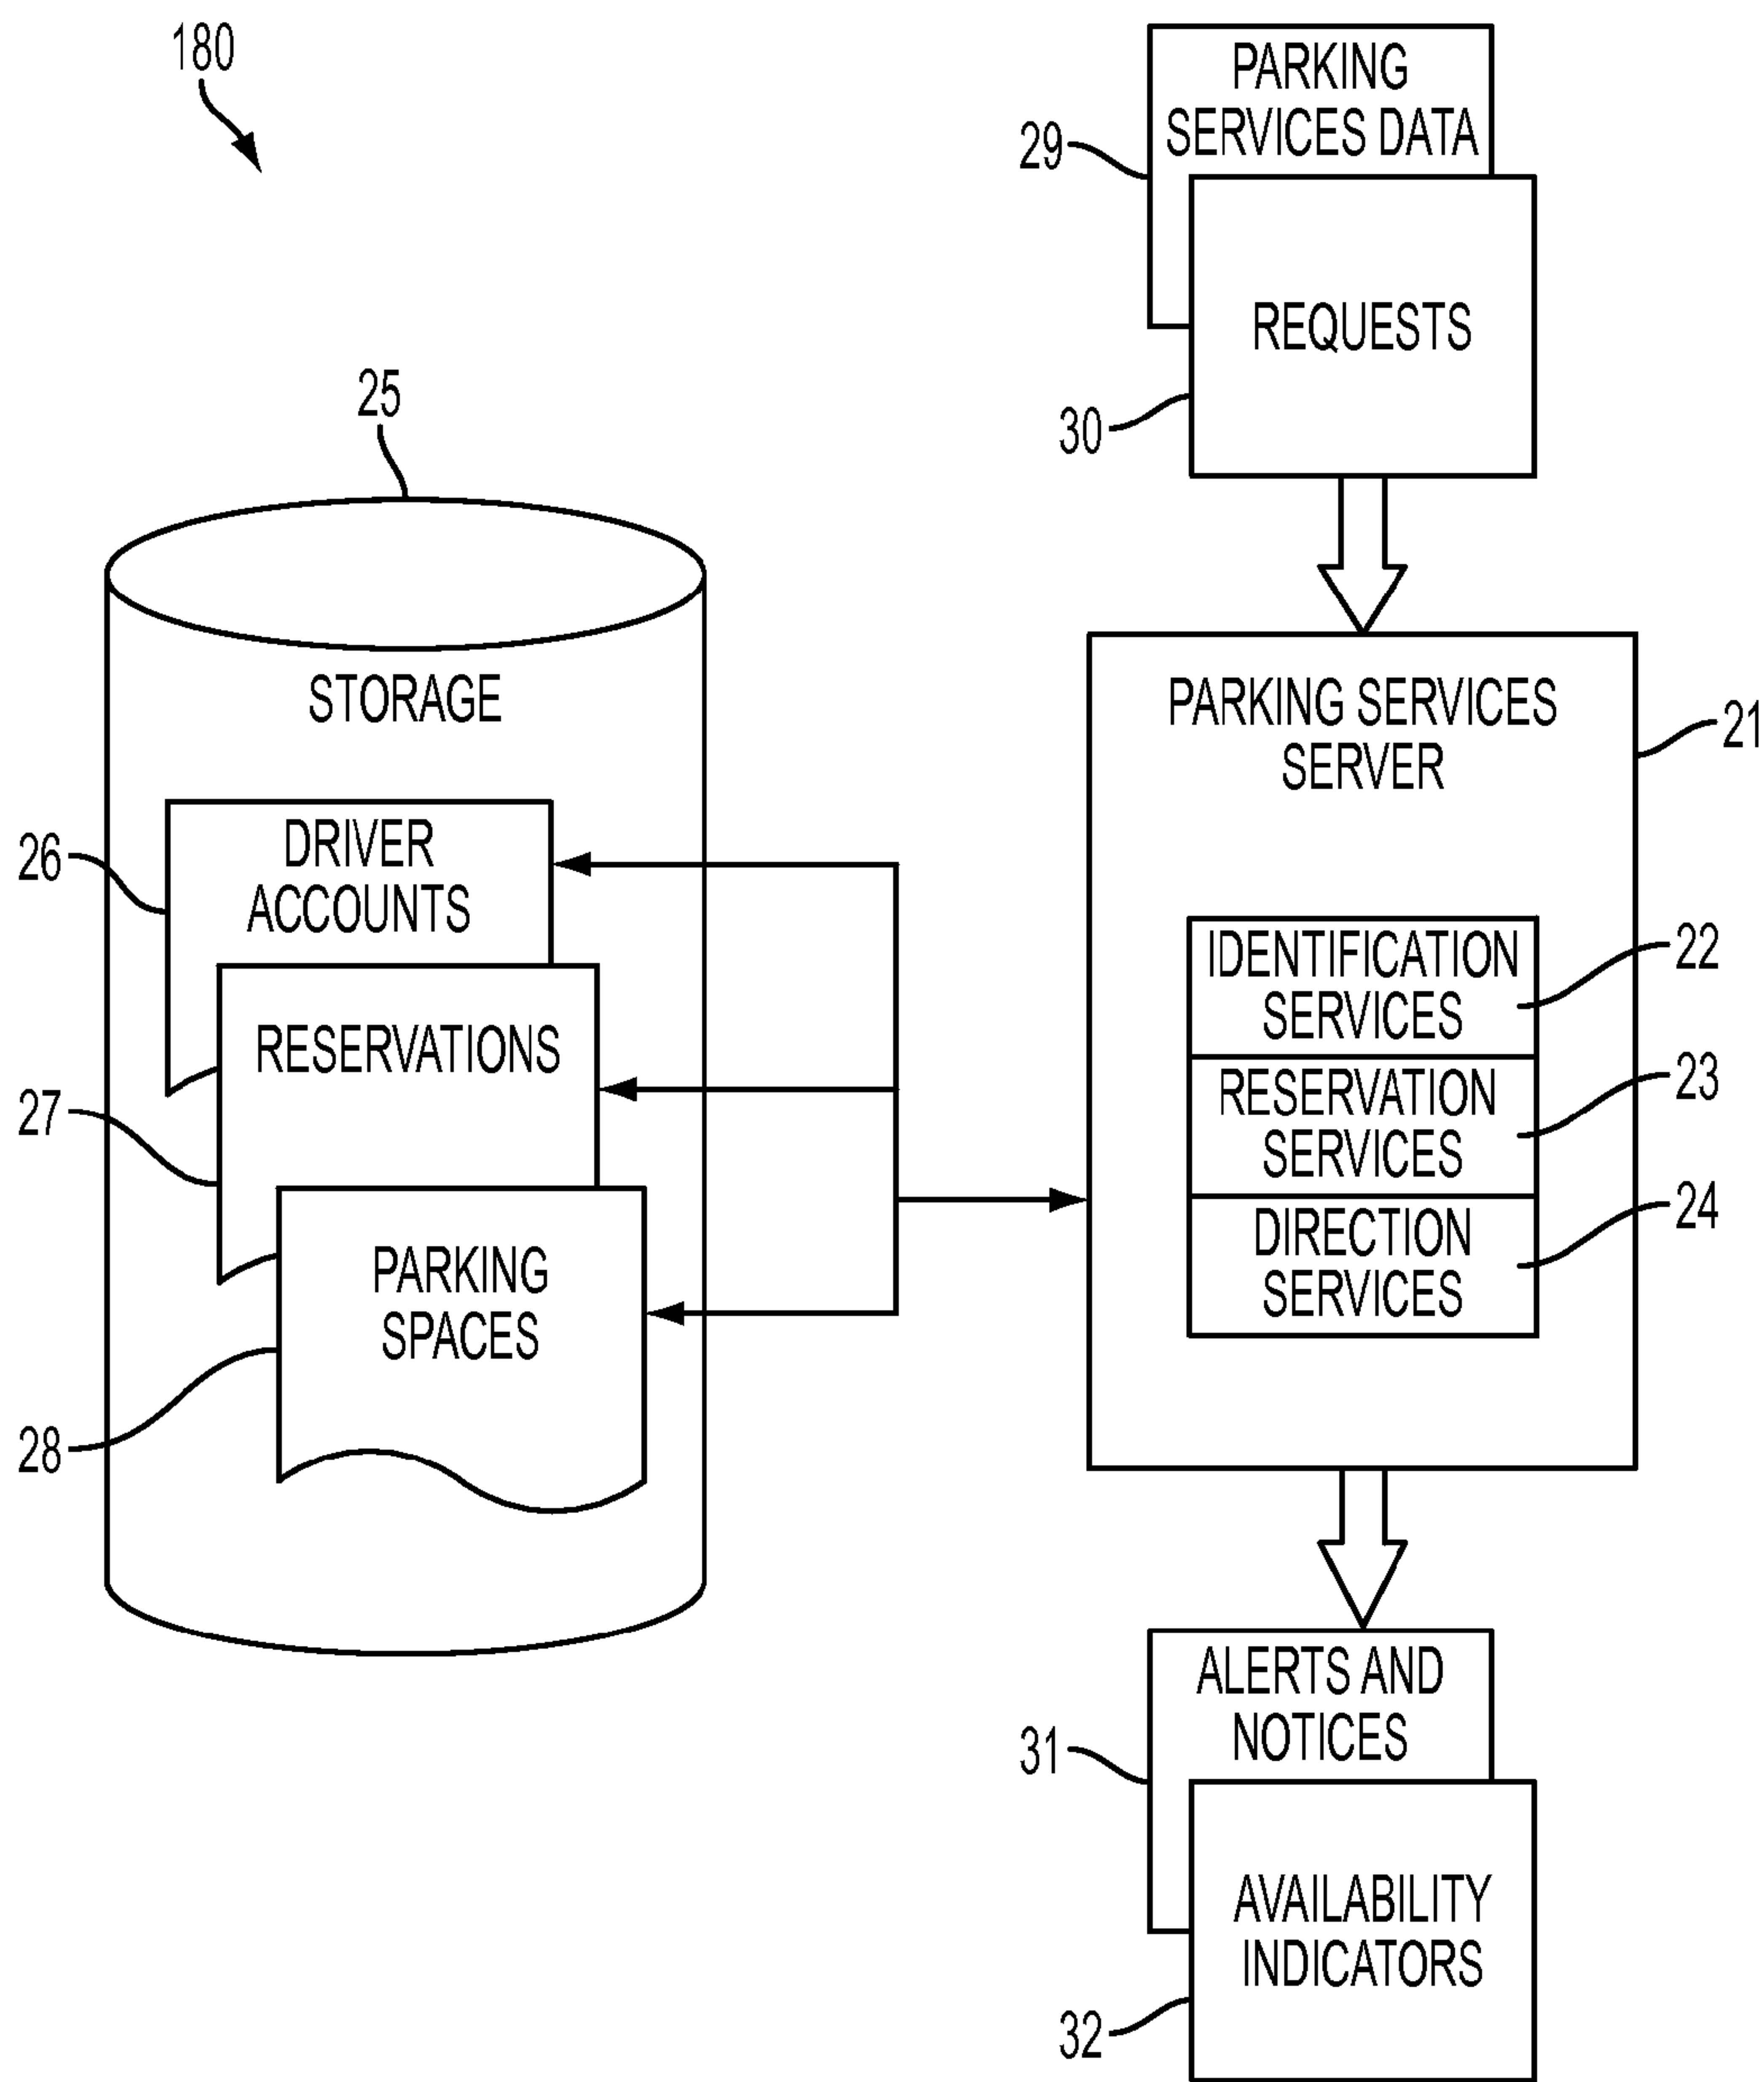 180
PARKING
SERVICES DATA
29
REQUESTS
30
25
STORAGE
PARKING SERVICES
SERVER
21
DRIVER
ACCOUNTS
26
IDENTIFICATION
SERVICES
22
RESERVATIONS
27
RESERVATION
SERVICES
23
PARKING
SPACES
28
DIRECTION
SERVICES
24
ALERTS AND
NOTICES
31
AVAILABILITY
INDICATORS
32